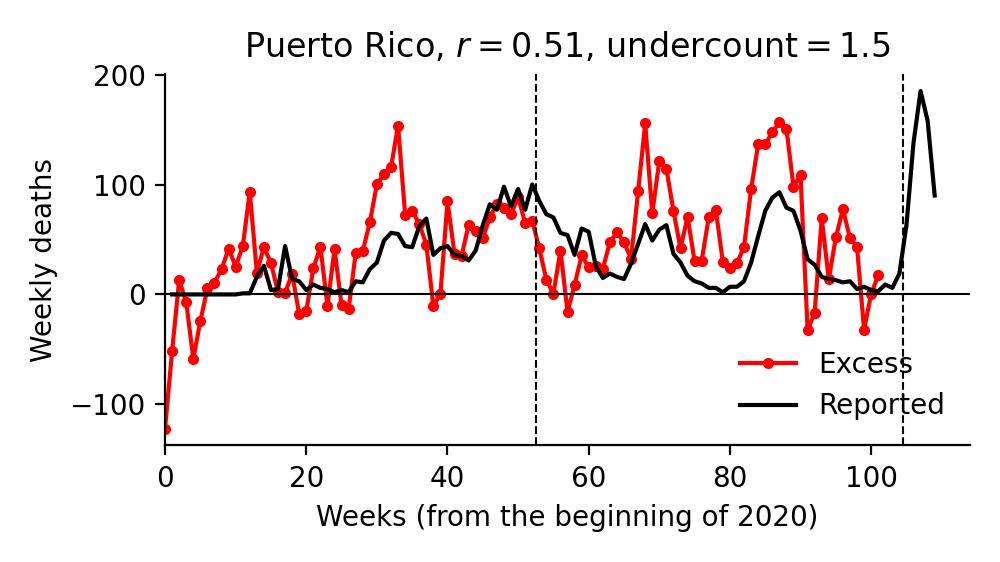 Puerto Rico, r = 0.51, undercount = 1.5
Weekly deaths
200
100
0
−100
Excess
Reported
0 20 40 60 80 100
Weeks (from the beginning of 2020)